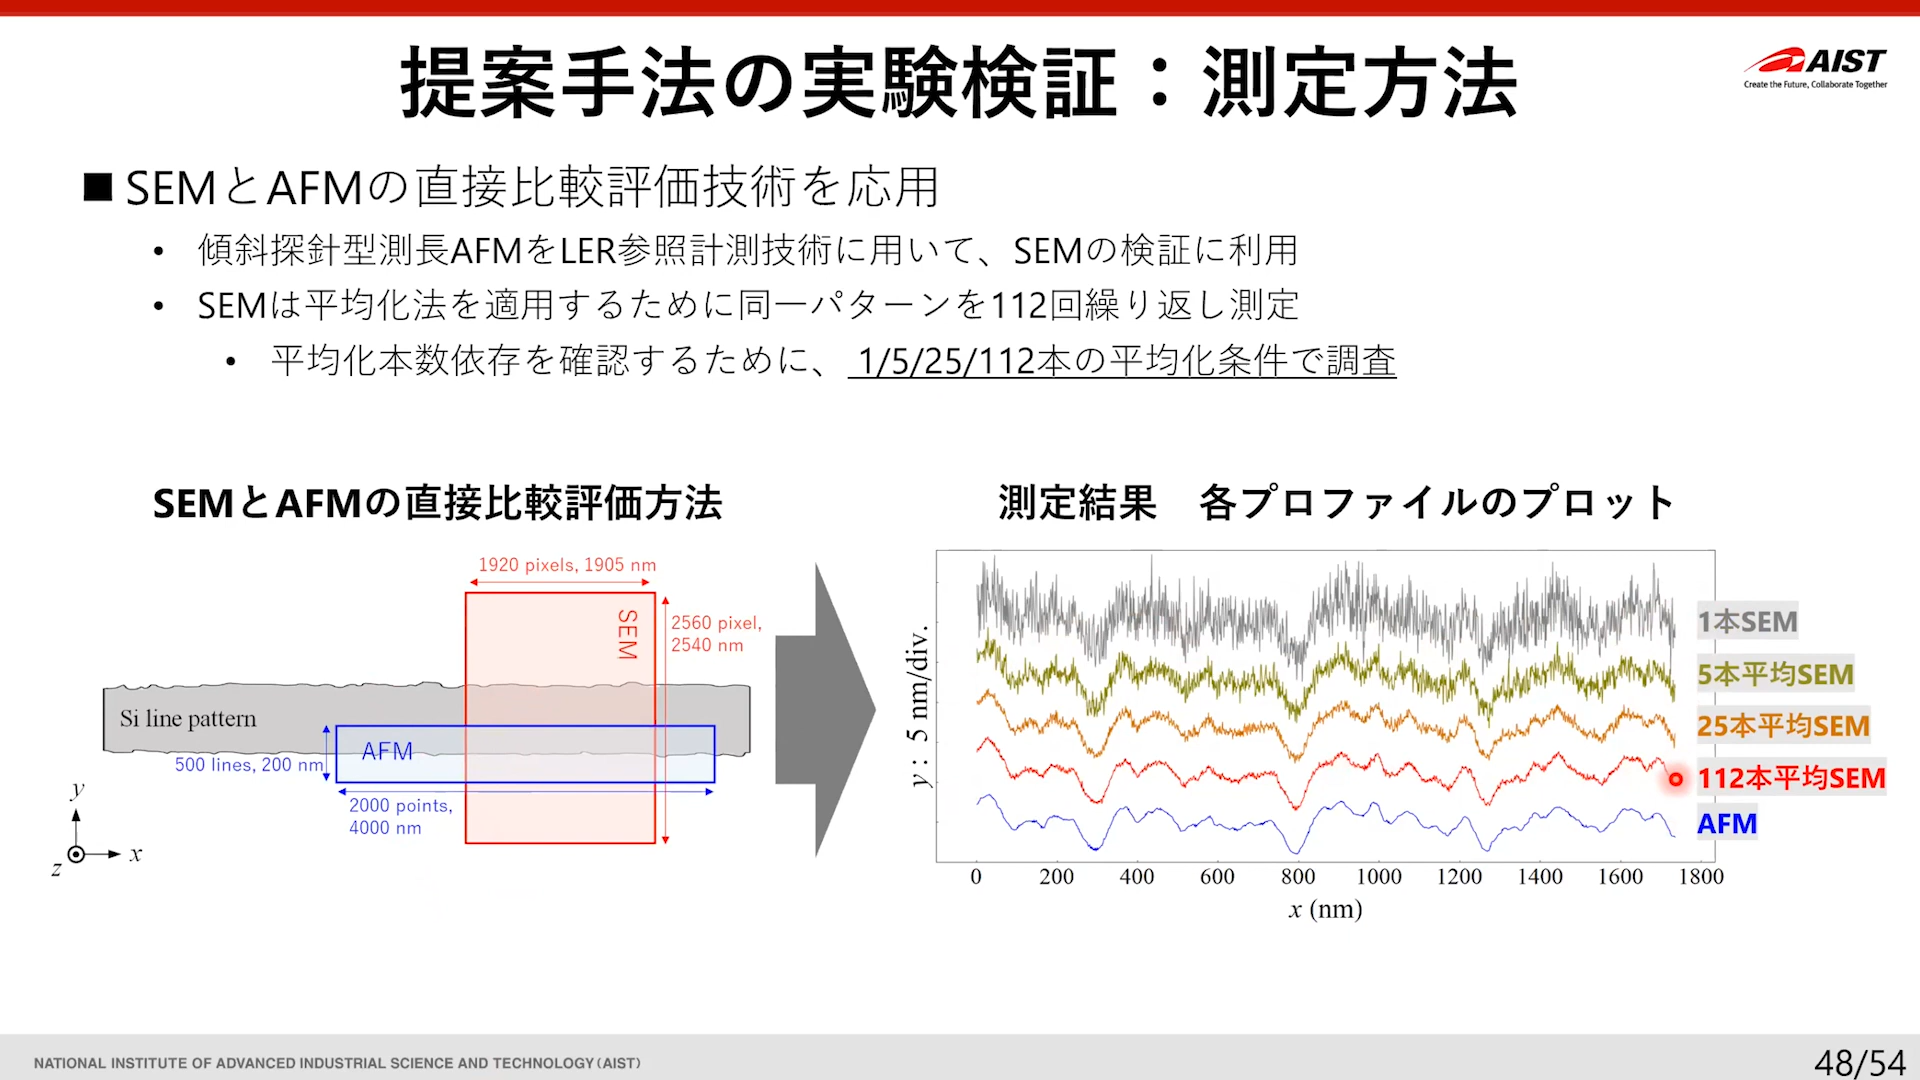 提案手法の実験検証：測定方法
AIST
Create the Future, Collaborate Together
■ SEMとAFMの直接比較評価技術を応用
• 傾斜探針型測長AFMをLER参照計測技術に用いて、SEMの検証に利用
• SEMは平均化法を適用するために同一パターンを112回繰り返し測定
• 平均化本数依存を確認するために、 1/5/25/112本の平均化条件で調査
SEMとAFMの直接比較評価方法
1920 pixels, 1905 nm
SEM
2560 pixel,
2540 nm
Si line pattern
AFM
500 lines, 200 nm
2000 points,
4000 nm
y
x
z
測定結果　各プロファイルのプロット
y : 5 nm/div.
1本SEM
5本平均SEM
25本平均SEM
112本平均SEM
AFM
0 200 400 600 800 1000 1200 1400 1600 1800
x (nm)
NATIONAL INSTITUTE OF ADVANCED INDUSTRIAL SCIENCE AND TECHNOLOGY (AIST)
48/54